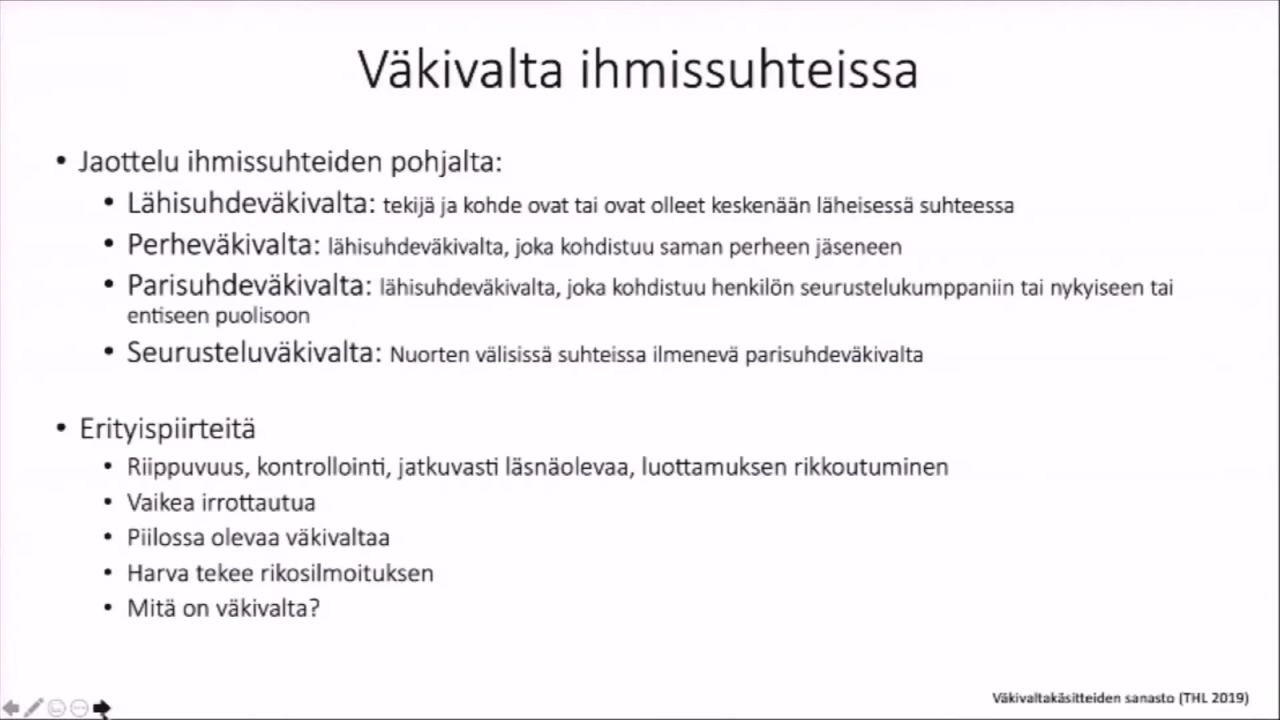 Väkivalta ihmissuhteissa
• Jaottelu ihmissuhteiden pohjalta:
• Lähisuhdeväkivalta: tekijä ja kohde ovat tai ovat olleet keskenään läheisessä suhteessa
• Perheväkivalta: lähisuhdeväkivalta, joka kohdistuu saman perheen jäseneen
• Parisuhdeväkivalta: lähisuhdeväkivalta, joka kohdistuu henkilön seurustelukumppaniin tai nykyiseen tai
entiseen puolisoon
• Seurusteluväkivalta: Nuorten välisissä suhteissa ilmenevä parisuhdeväkivalta
• Erityispiirteitä
• Riippuvuus, kontrollointi, jatkuvasti läsnäolevaa, luottamuksen rikkoutuminen
• Vaikea irrottautua
• Piilossa olevaa väkivaltaa
• Harva tekee rikosilmoituksen
• Mitä on väkivalta?
Väkivaltakäsitteiden sanasto (THL 2019)